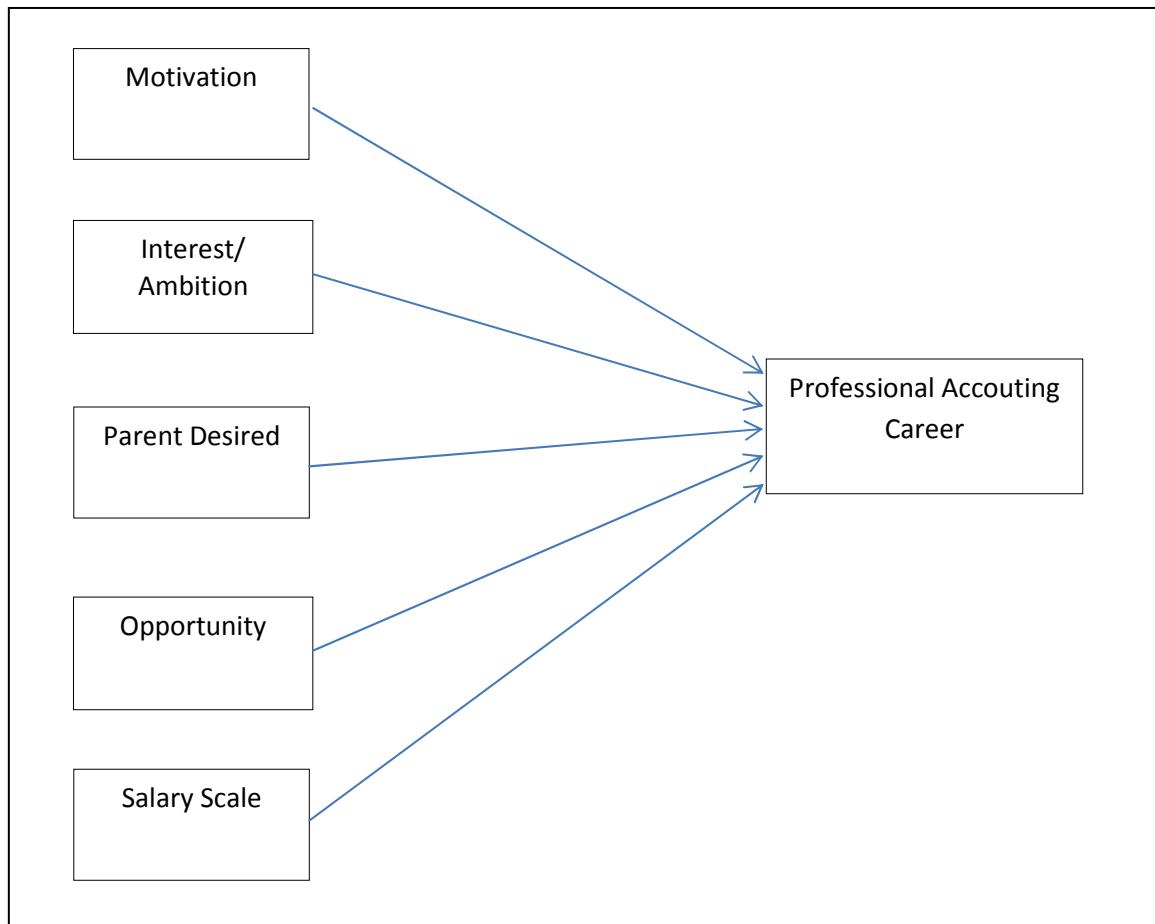 Motivation
Interest/
Ambition
Parent Desired
Opportunity
Salary Scale
Professional Accouting
Career